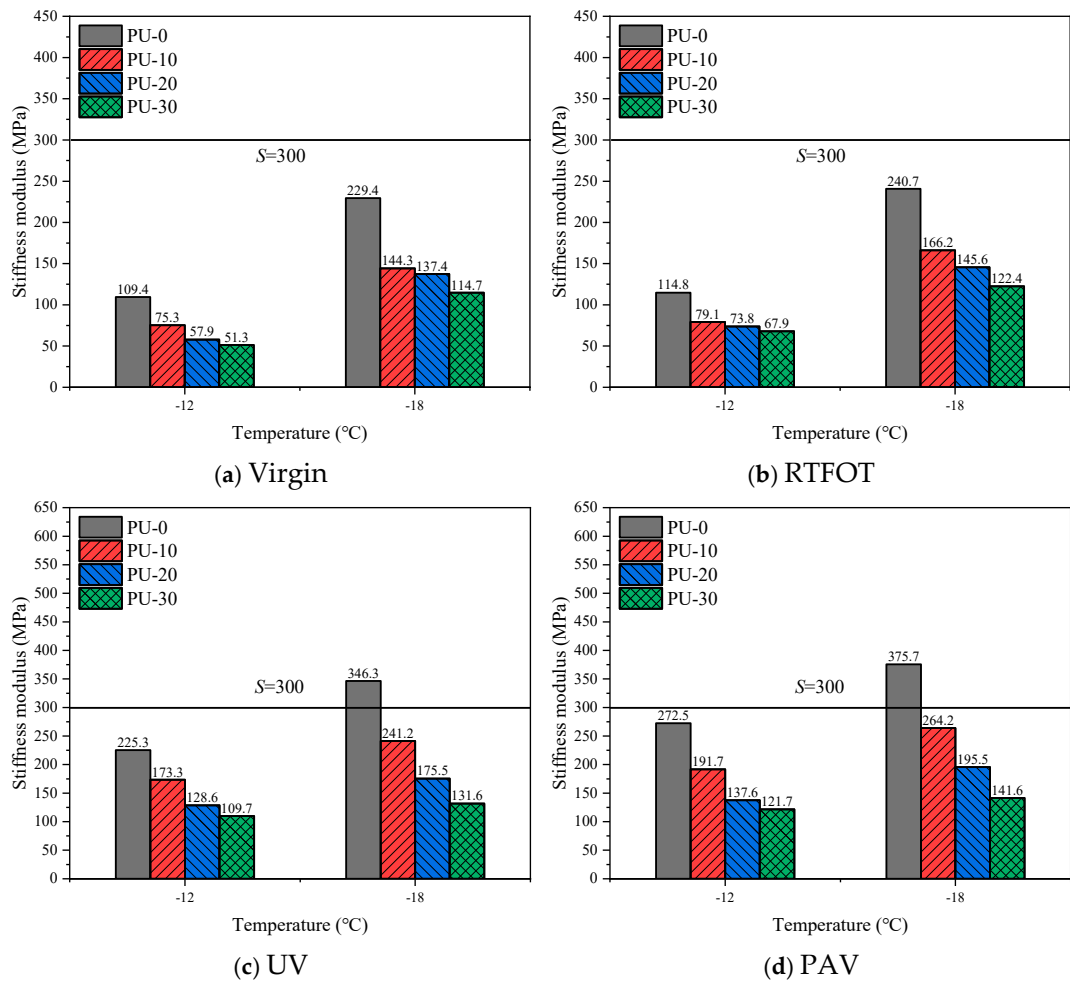 450
400
350
300
250
200
150
100
50
0
Stiffness modulus (MPa)
PU-0
PU-10
PU-20
PU-30
S=300
109.4
75.3
57.9
51.3
229.4
144.3
137.4
114.7
-12
-18
Temperature (°C)
(a) Virgin
450
400
350
300
250
200
150
100
50
0
Stiffness modulus (MPa)
PU-0
PU-10
PU-20
PU-30
S=300
114.8
79.1
73.8
67.9
240.7
166.2
145.6
122.4
-12
-18
Temperature (°C)
(b) RTFOT
650
600
550
500
450
400
350
300
250
200
150
100
50
0
Stiffness modulus (MPa)
PU-0
PU-10
PU-20
PU-30
S=300
225.3
173.3
128.6
109.7
346.3
241.2
175.5
131.6
-12
-18
Temperature (°C)
(c) UV
650
600
550
500
450
400
350
300
250
200
150
100
50
0
Stiffness modulus (MPa)
PU-0
PU-10
PU-20
PU-30
S=300
272.5
191.7
137.6
121.7
375.7
264.2
195.5
141.6
-12
-18
Temperature (°C)
(d) PAV